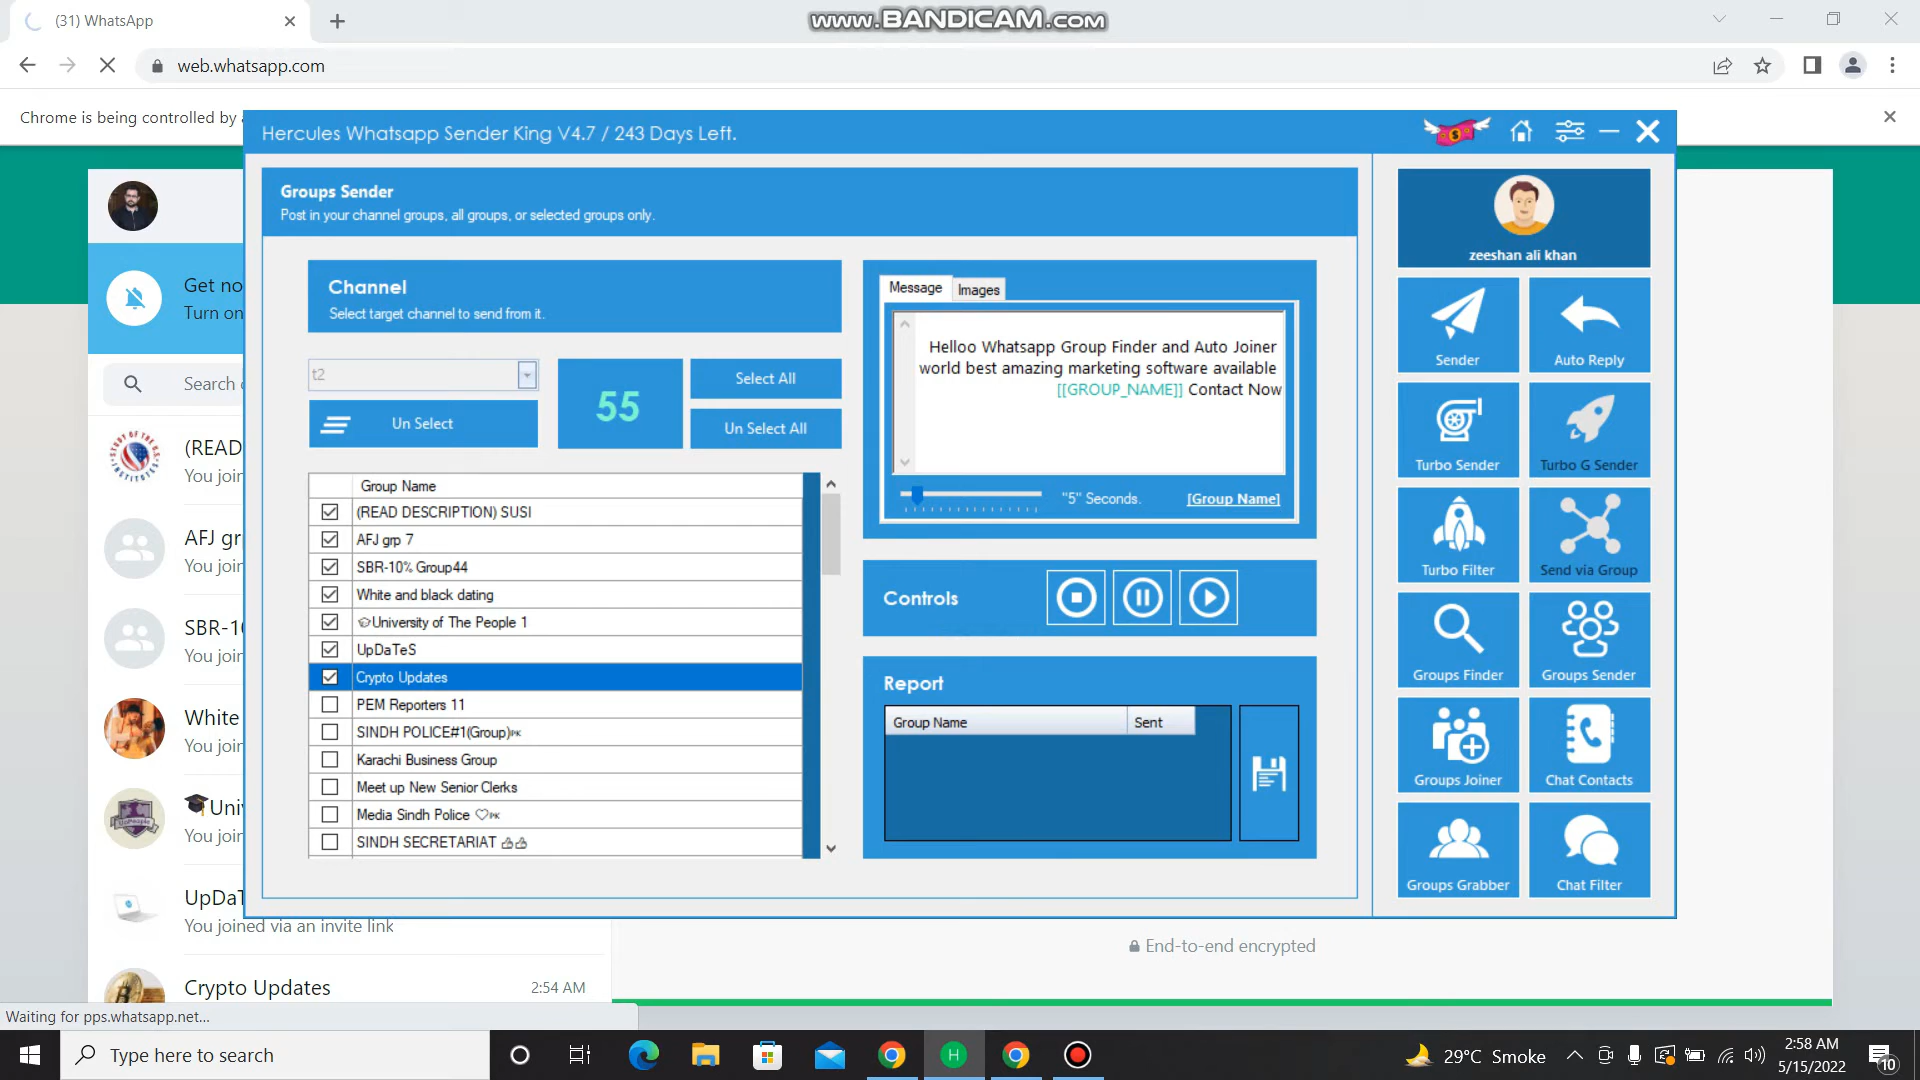 (31) WhatsApp
www.BANDICAM.com
web.whatsapp.com
Chrome is being controlled by
Hercules Whatsapp Sender King V4.7 / 243 Days Left.
Groups Sender
Post in your channel groups, all groups, or selected groups only.
zeeshan ali khan
Channel
Select target channel to send from it.
t2
Un Select
55
Select All
Un Select All
Group Name
(READ DESCRIPTION) SUSI
AFJ grp 7
SBR-10% Group44
White and black dating
🎓University of The People 1
UpDaTeS
Crypto Updates
PEM Reporters 11
SINDH POLICE#1(Group)PK
Karachi Business Group
Meet up New Senior Clerks
Media Sindh Police ♡PK
SINDH SECRETARIAT 👍👍
Message
Images
Helloo Whatsapp Group Finder and Auto Joiner
world best amazing marketing software available
[[GROUP_NAME]] Contact Now
"5" Seconds.
[Group Name]
Controls
Report
Group Name
Sent
Sender
Auto Reply
Turbo Sender
Turbo G Sender
Turbo Filter
Send via Group
Groups Finder
Groups Sender
Groups Joiner
Chat Contacts
Groups Grabber
Chat Filter
Get no
Turn on
Search
(READ
You joi
AFJ gr
You joi
SBR-10
You joi
White
You joi
🎓Uni
You joi
UpDaT
You joined via an invite link
Crypto Updates
2:54 AM
End-to-end encrypted
Waiting for pps.whatsapp.net...
Type here to search
H
29°C Smoke
2:58 AM
5/15/2022
10